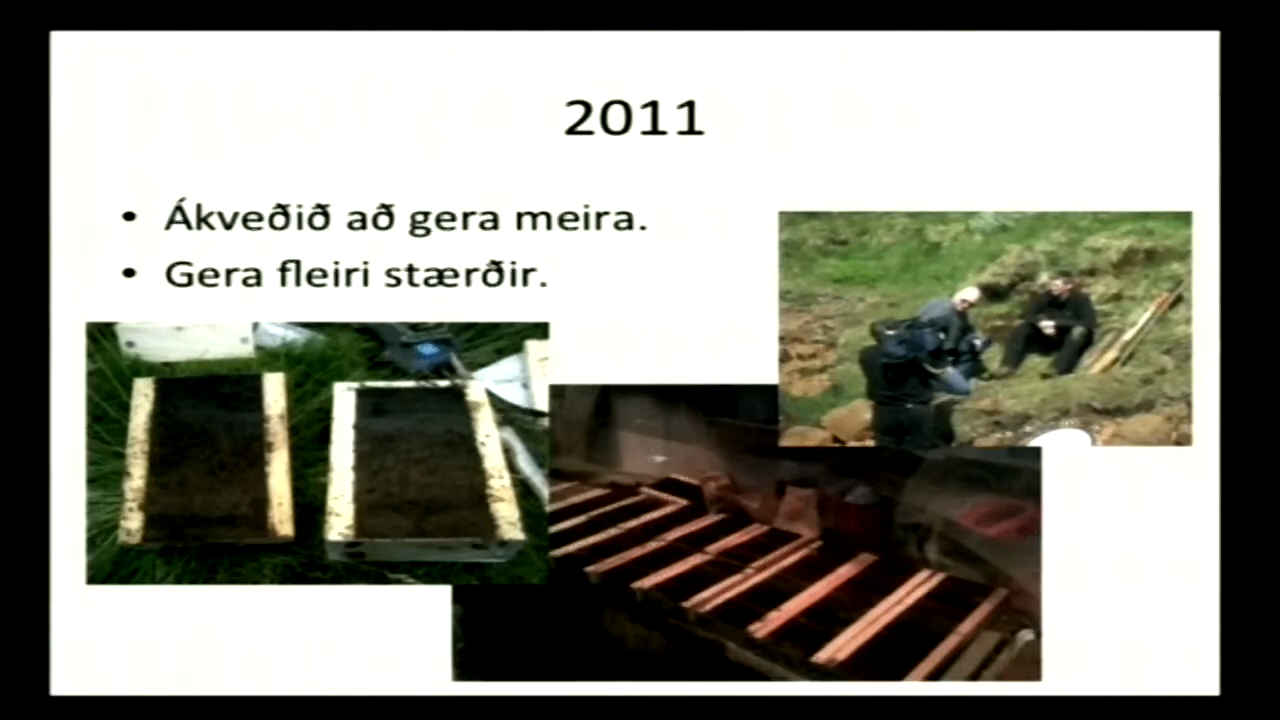 2011
• Ákveðið að gera meira.
• Gera fleiri stærðir.